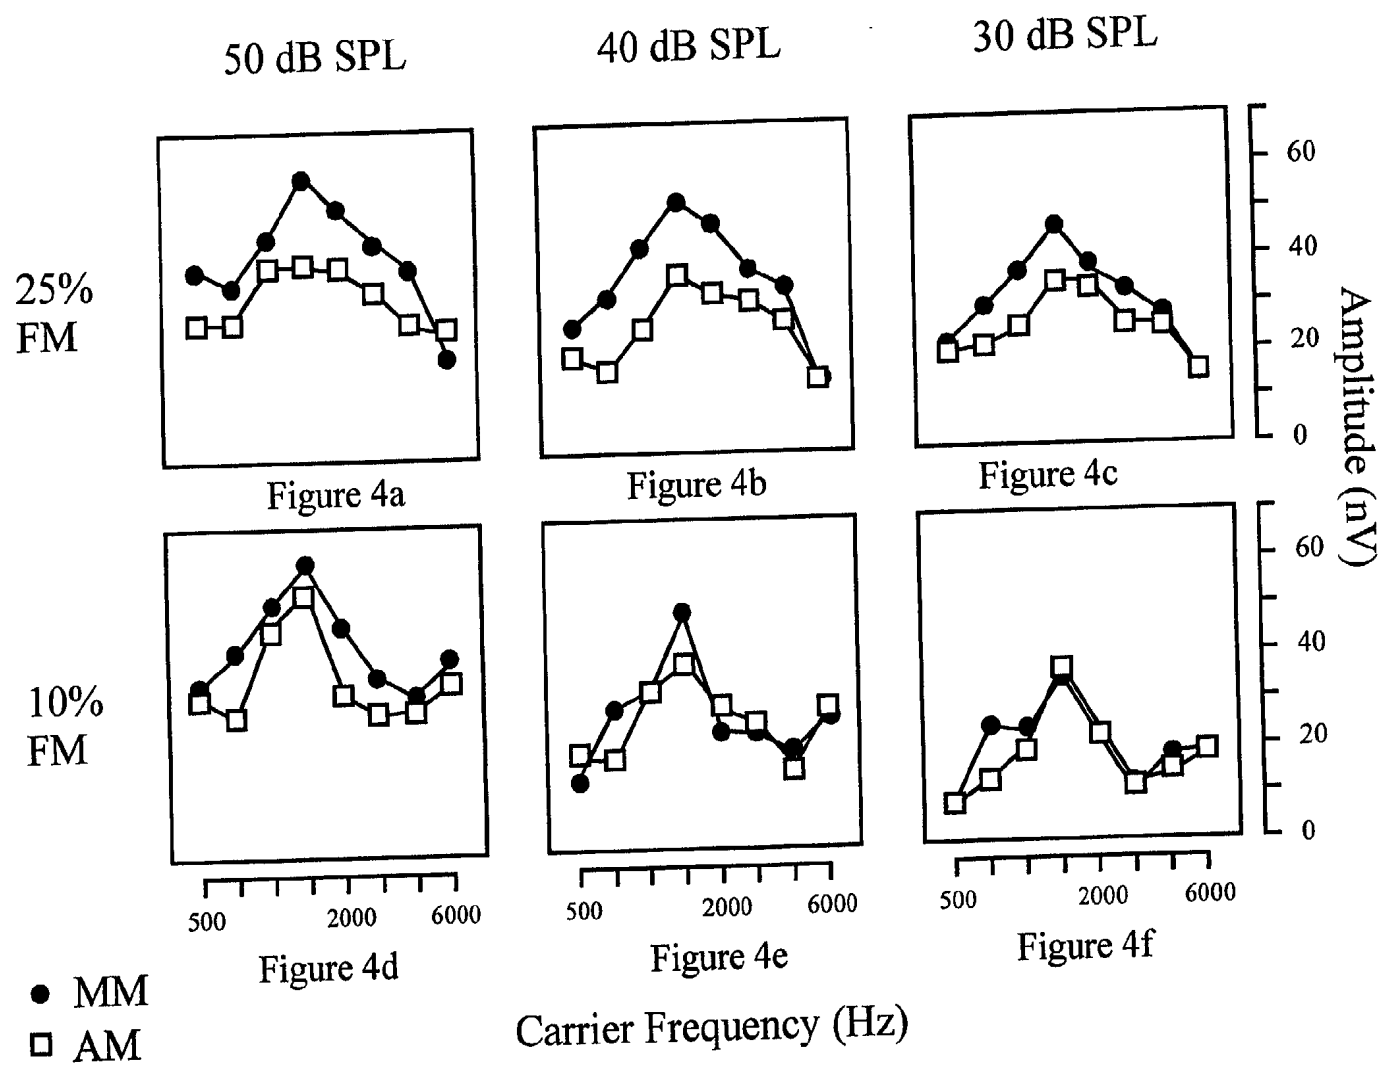 50 dB SPL
40 dB SPL
30 dB SPL
25%
FM
60
40
20
0
Amplitude (nV)
Figure 4a
Figure 4b
Figure 4c
10%
FM
60
40
20
0
500 2000 6000
500 2000 6000
500 2000 6000
Figure 4d
Figure 4e
Figure 4f
MM
AM
Carrier Frequency (Hz)